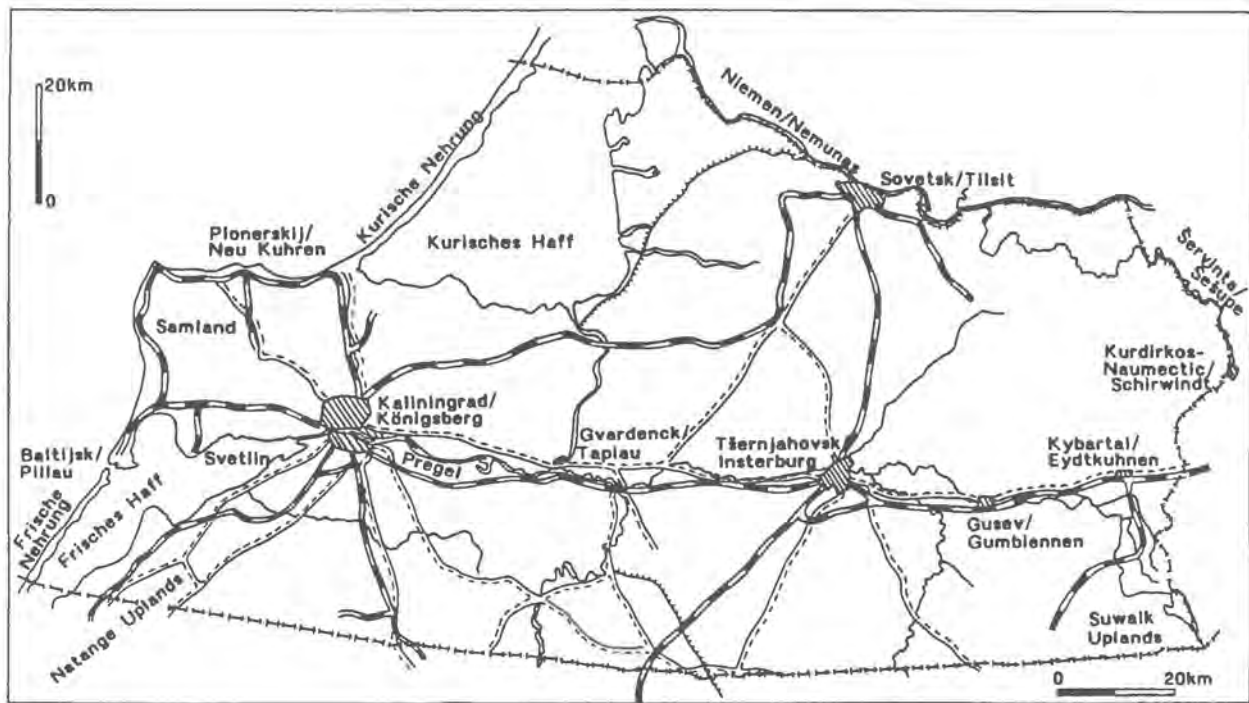 20km
0
Nieman/Nemunas
Kurische Nehrung
Sovetsk/Tilsit
Pionerskij/
Neu Kuhren
Kurisches Haff
Šervinta/
Šešupe
Samland
Kurdirkos-
Naumectic/
Schirwindt
Kaliningrad/
Königsberg
Gvardenck/
Tapiau
Tšernjahovsk/
Insterburg
Kybartai/
Eydtkuhnen
Baltijsk/
Pillau
Svetlin
Pregel
Frische
Nehrung
Frisches Haff
Gusev/
Gumbiennen
Natange Uplands
Suwalk
Uplands
0
20km